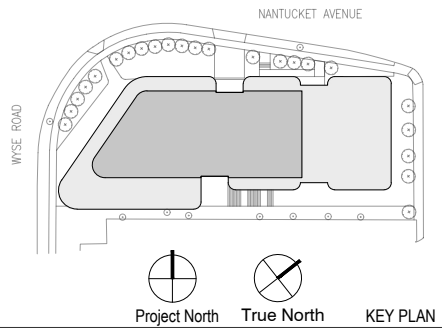 NANTUCKET AVENUE
WYSE ROAD
Project North
True North
KEY PLAN